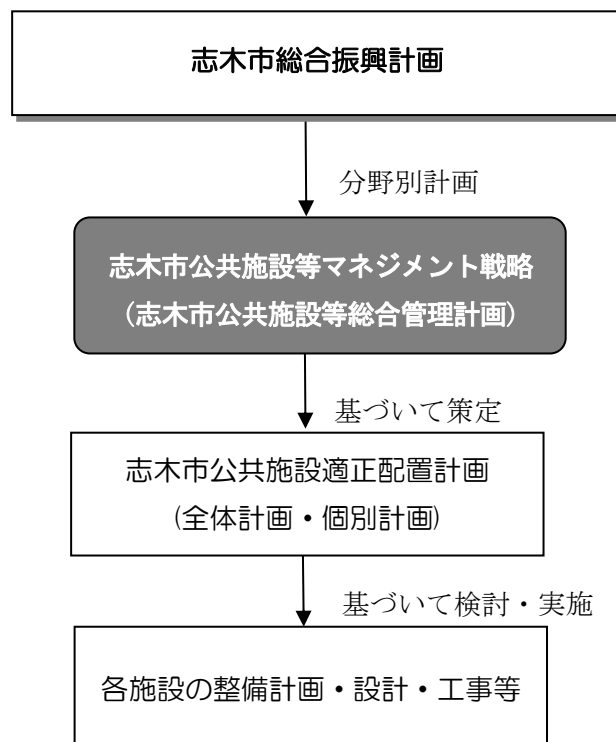 志木市総合振興計画
分野別計画
志木市公共施設等マネジメント戦略
（志木市公共施設等総合管理計画）
基づいて策定
志木市公共施設適正配置計画
（全体計画・個別計画）
基づいて検討・実施
各施設の整備計画・設計・工事等